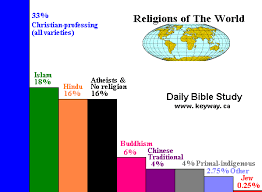 Religions of The World
33%
Christian-professing
(all varieties)
Islam
18%
Hindu
16%
Atheists &
No religion
16%
Daily Bible Study
www. keyway.ca
Buddhism
6%
Chinese
Traditional
4%
4% Primal-indigenous
2.75% Other
Jew
0.25%